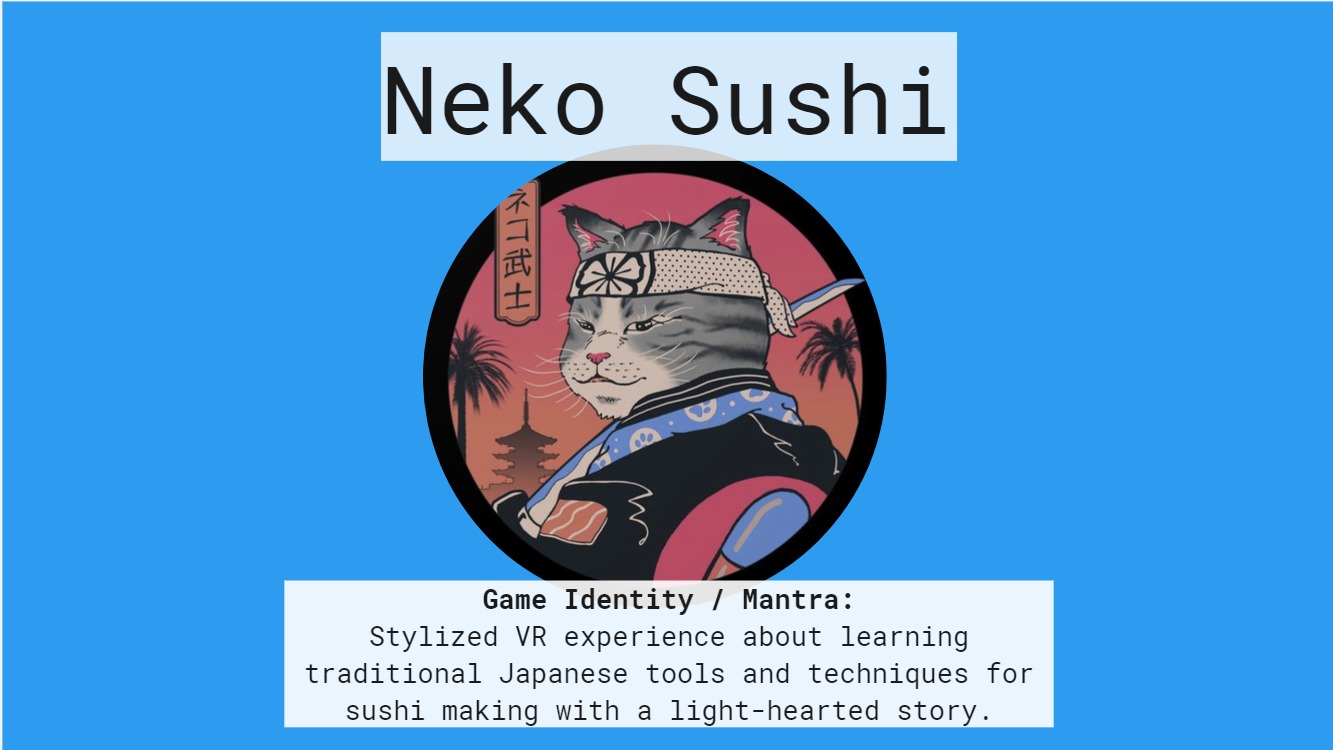 Neko Sushi
ネコ武士
Game Identity / Mantra:
Stylized VR experience about learning
traditional Japanese tools and techniques for
sushi making with a light-hearted story.